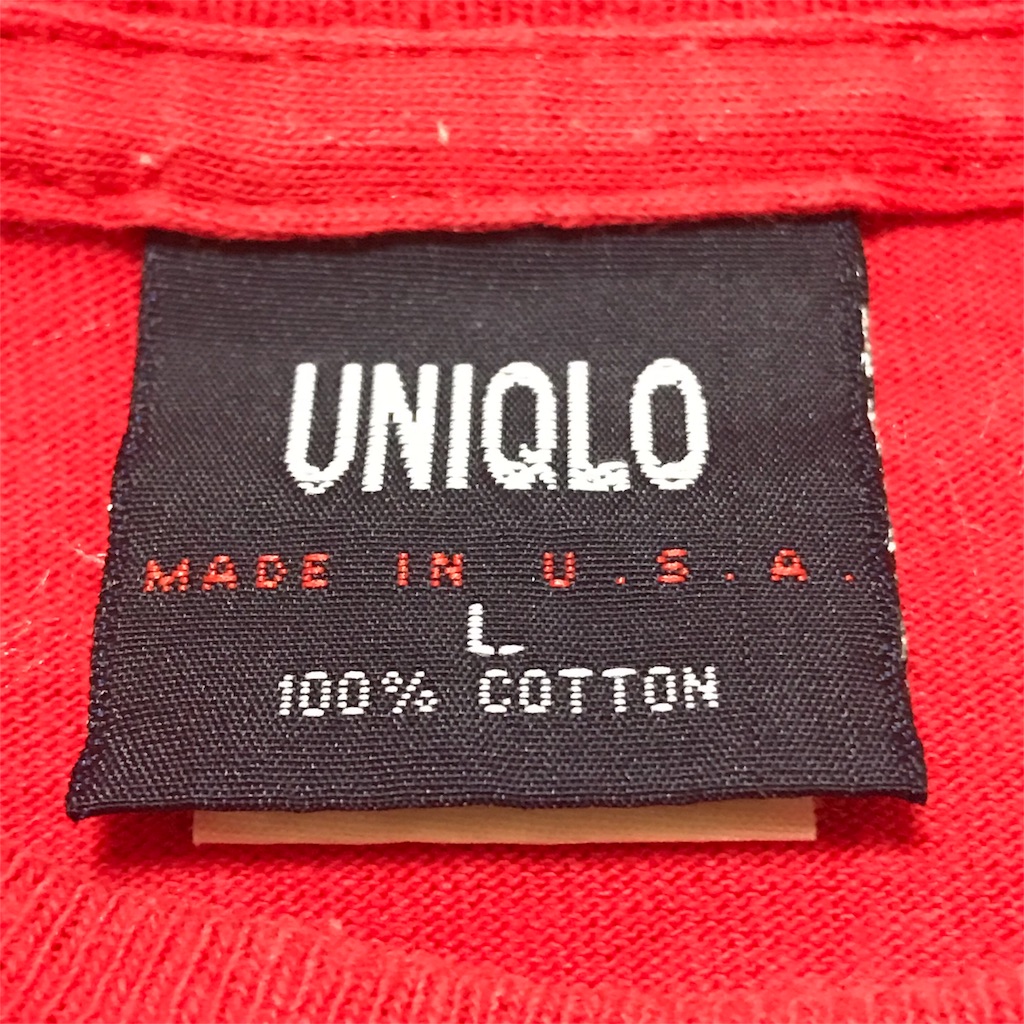 UNIQLO
MADE IN U.S.A.
L
100% COTTON